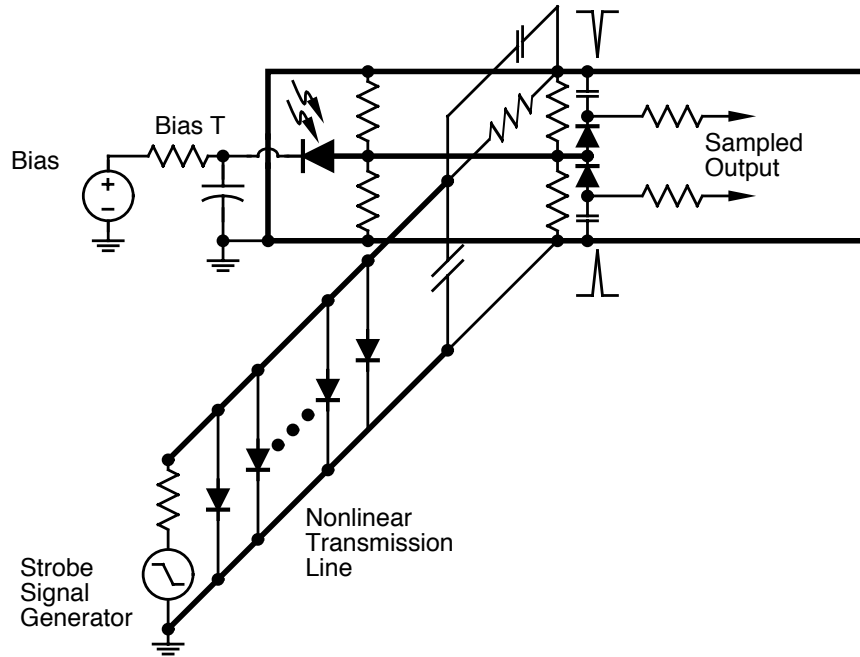 Bias T
Bias
+
−
Sampled
Output
Nonlinear
Transmission
Line
Strobe
Signal
Generator